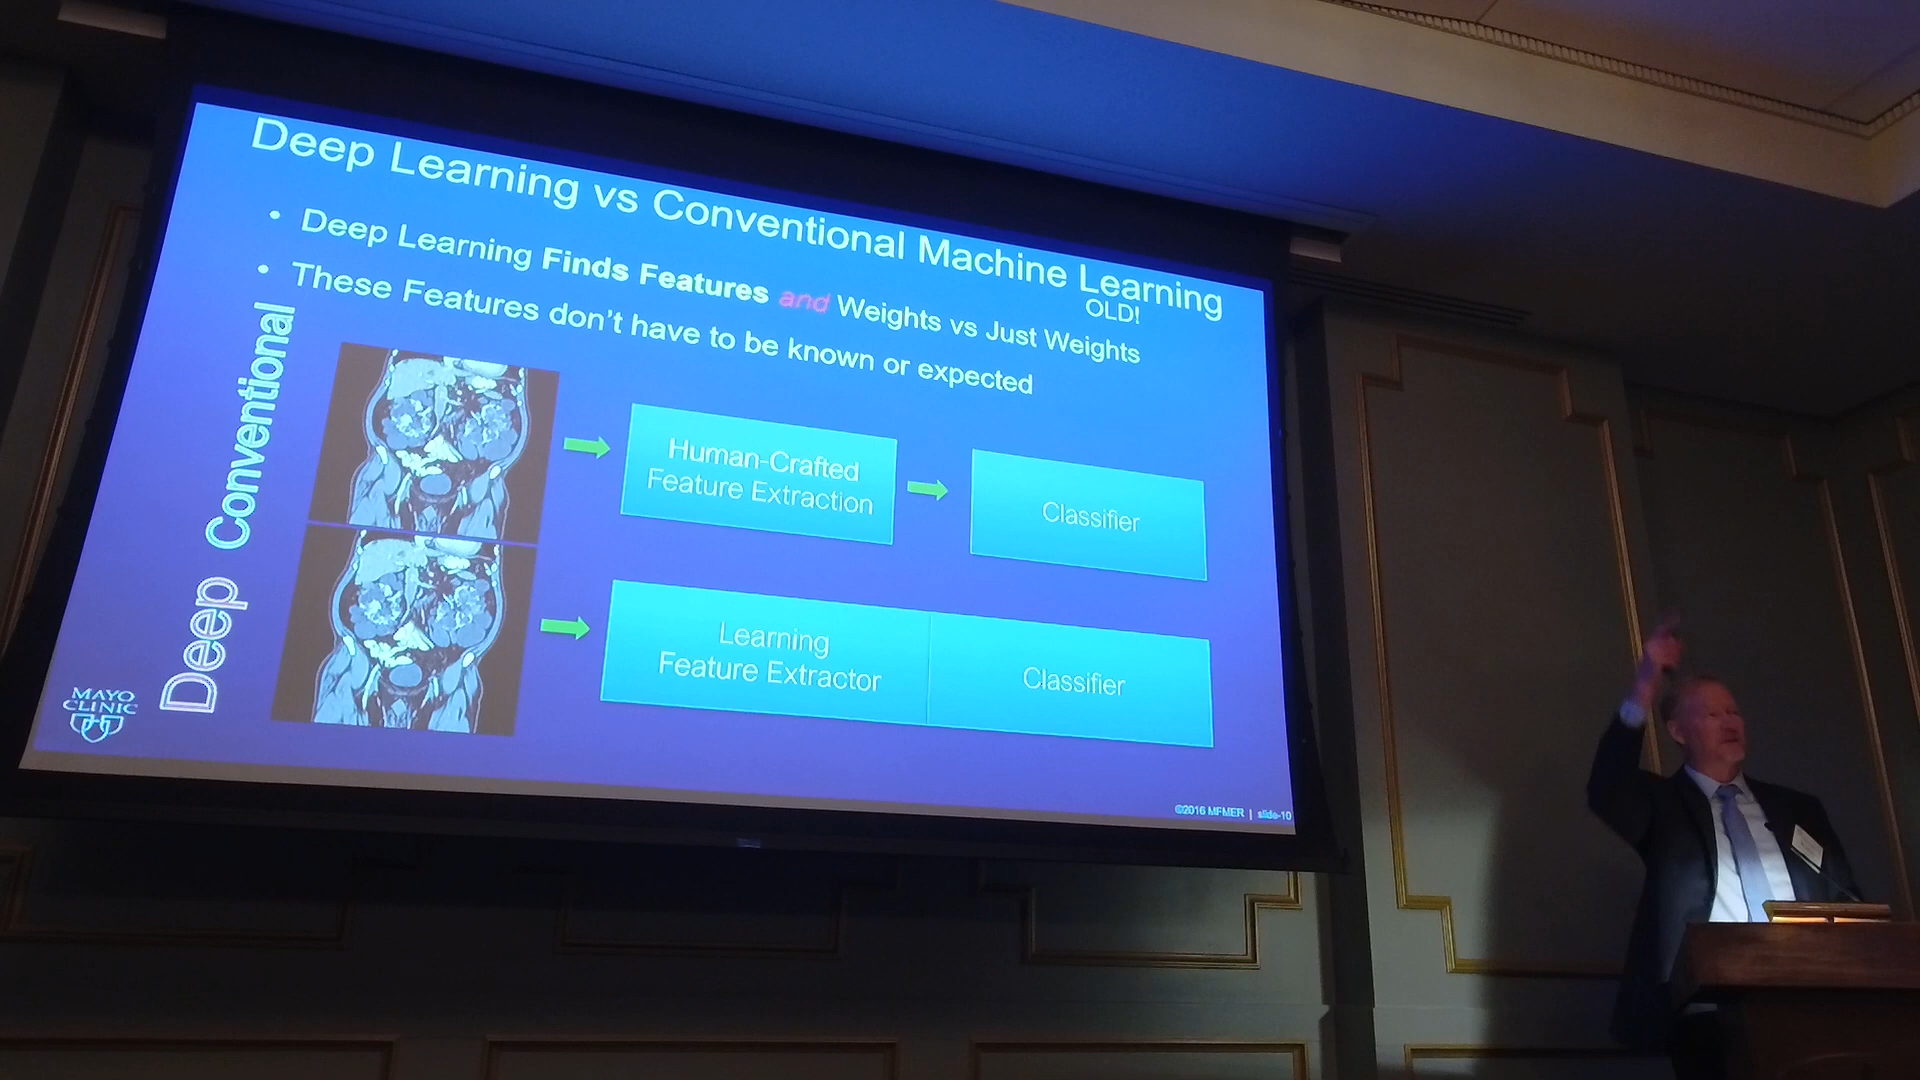 Deep Learning vs Conventional Machine Learning
OLD!
• Deep Learning Finds Features and Weights vs Just Weights
• These Features don't have to be known or expected
Conventional
Human-Crafted
Feature Extraction
Classifier
Deep
Learning
Feature Extractor
Classifier
MAYO
CLINIC
©2016 MFMER | slide-10